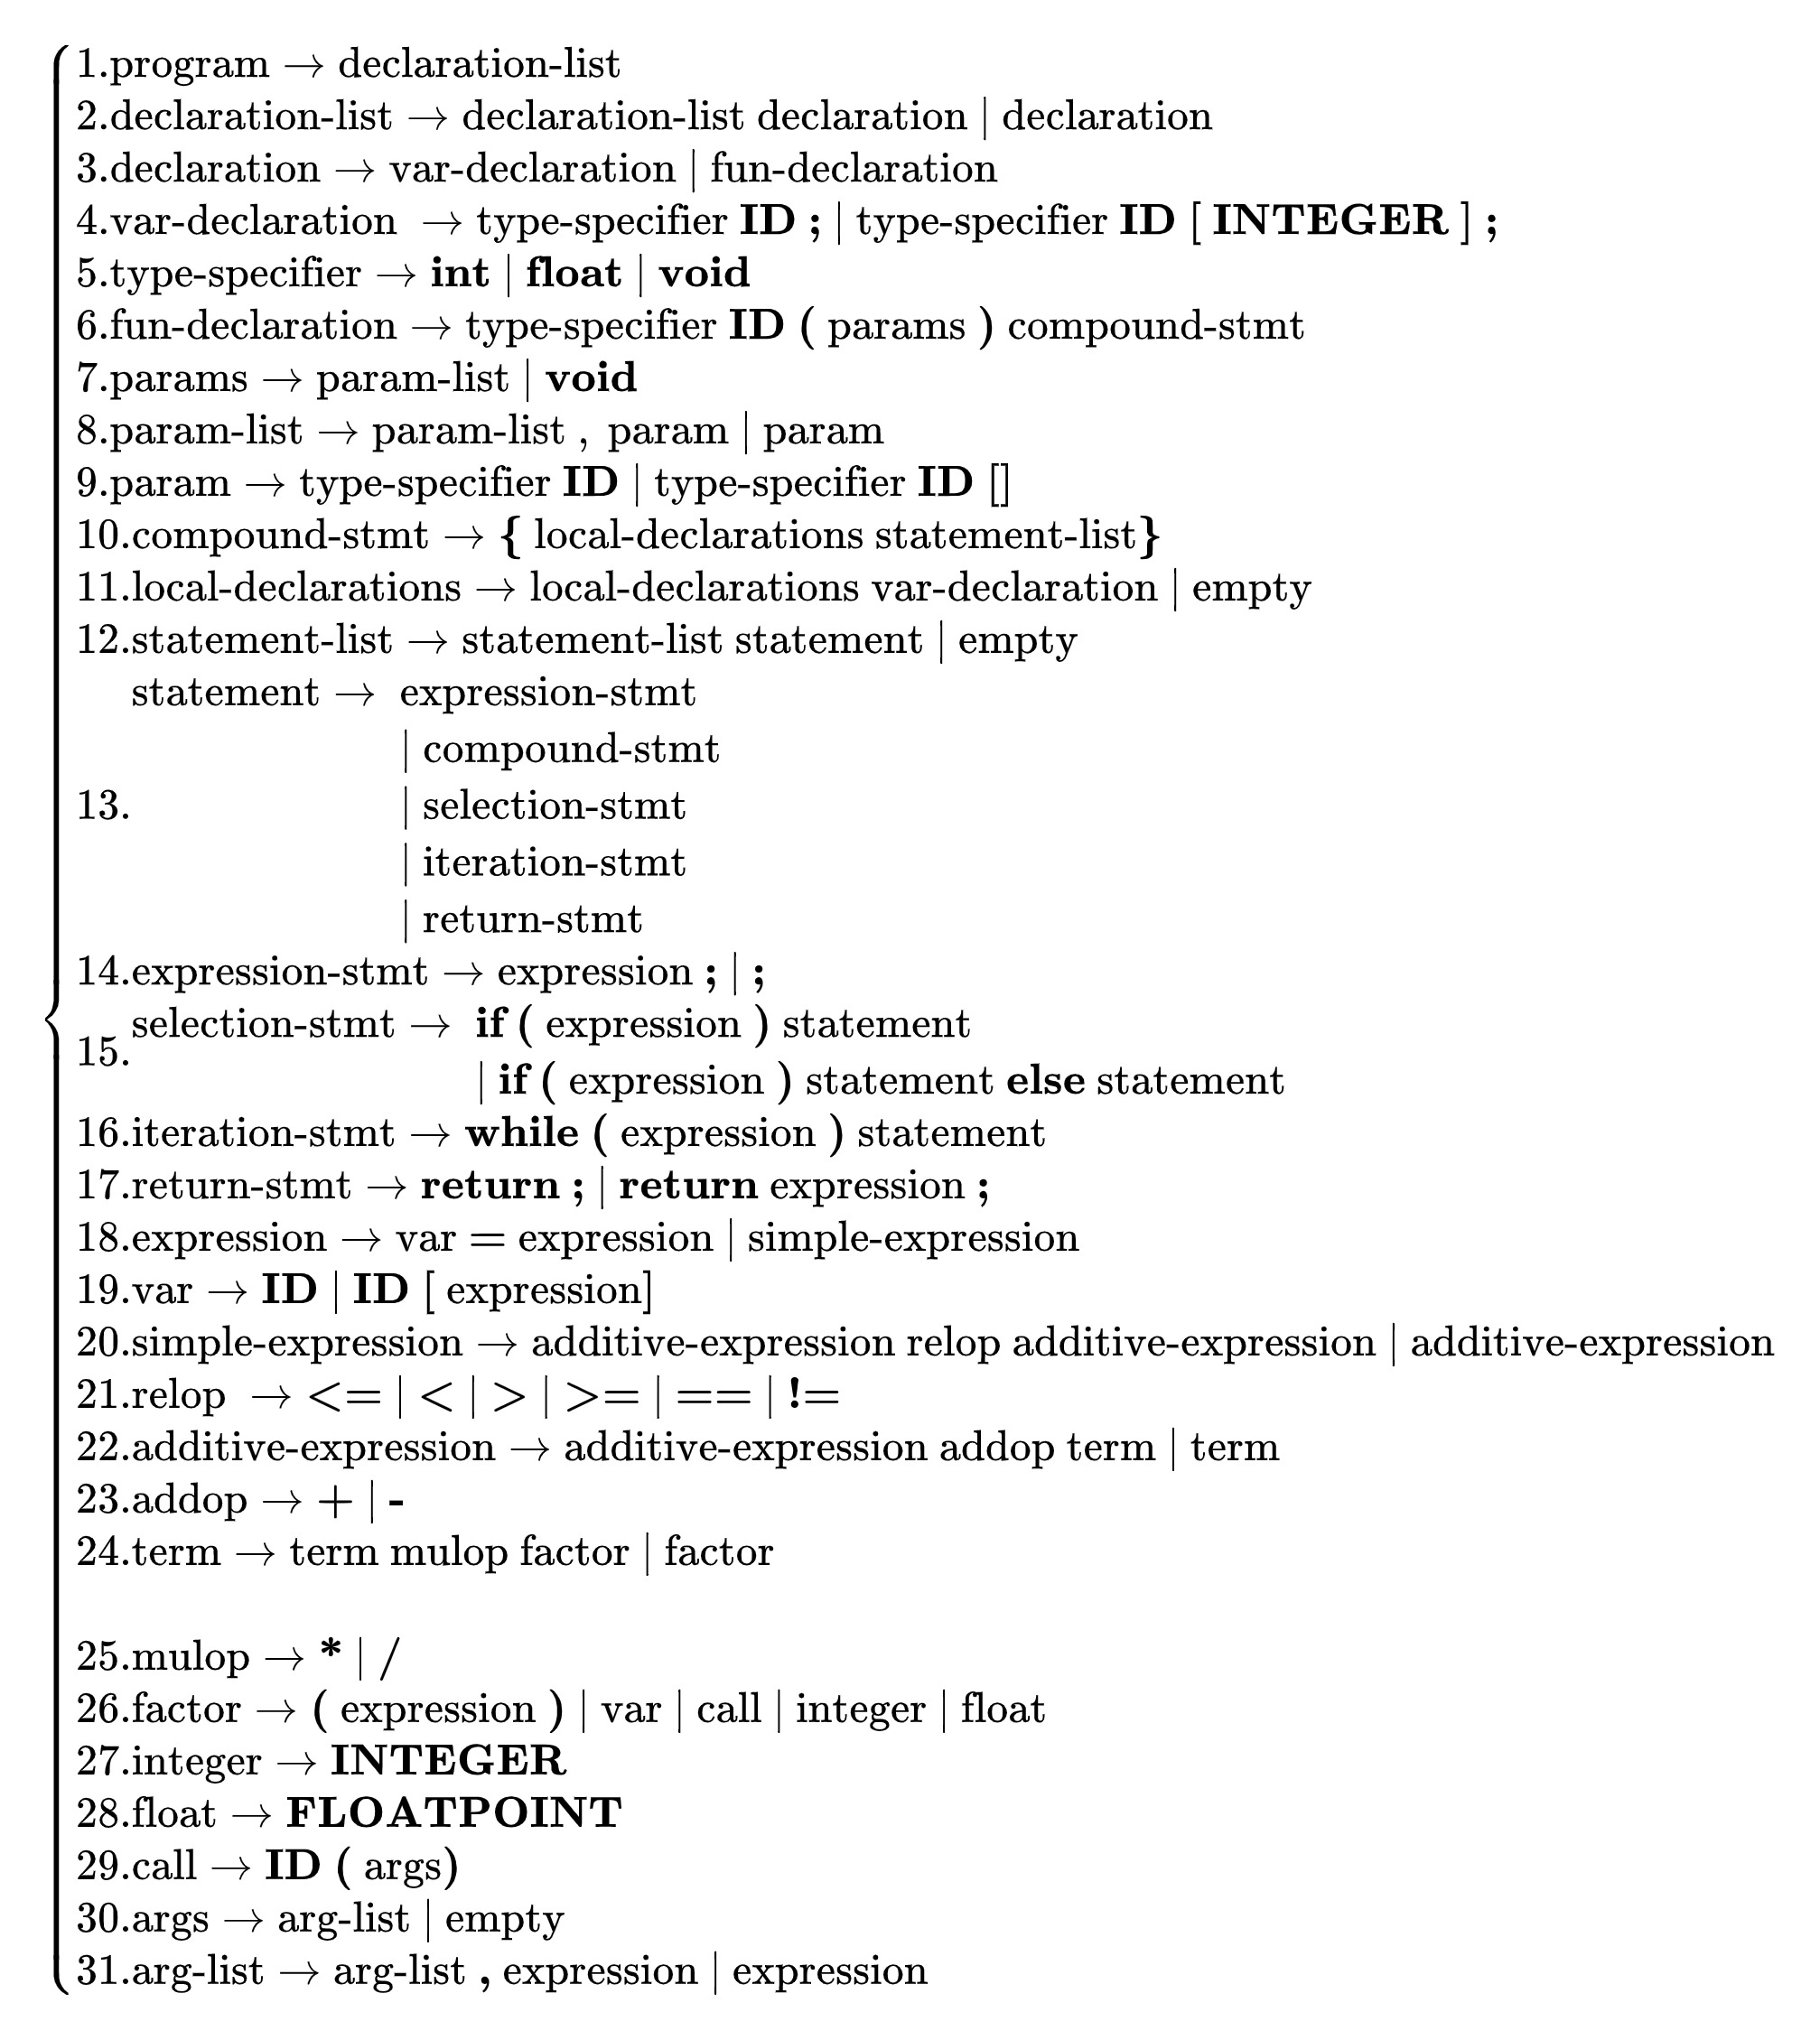 1.program → declaration-list
2.declaration-list → declaration-list declaration | declaration
3.declaration → var-declaration | fun-declaration
4.var-declaration → type-specifier ID ; | type-specifier ID [ INTEGER ] ;
5.type-specifier → int | float | void
6.fun-declaration → type-specifier ID ( params ) compound-stmt
7.params → param-list | void
8.param-list → param-list , param | param
9.param → type-specifier ID | type-specifier ID []
10.compound-stmt → { local-declarations statement-list}
11.local-declarations → local-declarations var-declaration | empty
12.statement-list → statement-list statement | empty
statement → expression-stmt
| compound-stmt
13. | selection-stmt
| iteration-stmt
| return-stmt
14.expression-stmt → expression ; | ;
15. selection-stmt → if ( expression ) statement
| if ( expression ) statement else statement
16.iteration-stmt → while ( expression ) statement
17.return-stmt → return ; | return expression ;
18.expression → var = expression | simple-expression
19.var → ID | ID [ expression]
20.simple-expression → additive-expression relop additive-expression | additive-expression
21.relop → <= | < | > | >= | == | !=
22.additive-expression → additive-expression addop term | term
23.addop → + | -
24.term → term mulop factor | factor
25.mulop → * | /
26.factor → ( expression ) | var | call | integer | float
27.integer → INTEGER
28.float → FLOATPOINT
29.call → ID ( args)
30.args → arg-list | empty
31.arg-list → arg-list , expression | expression